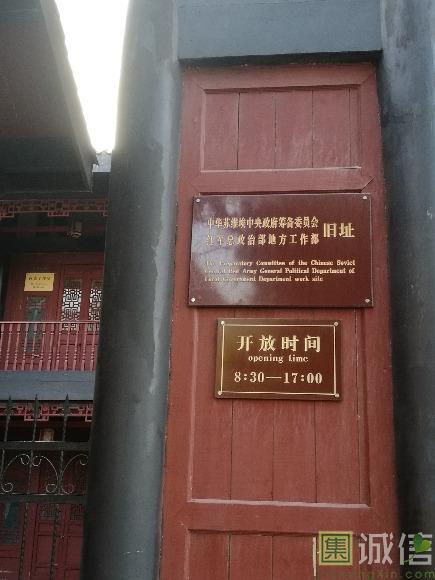 中华苏维埃中央政府筹备委员会
红军总政治部地方工作部
旧址
The Preparatory Committee of the Chinese Soviet
Central Red Army General Political Department of
Local Government Department work site
开放时间
opening time
8:30—17:00
集诚信